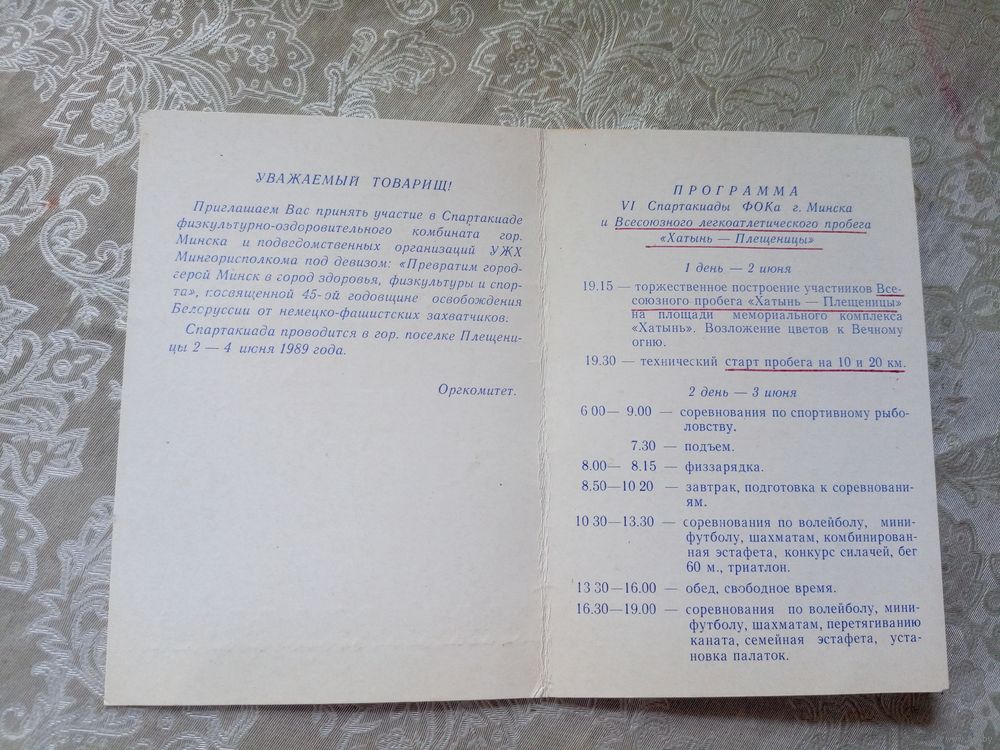 УВАЖАЕМЫЙ ТОВАРИЩ!
Приглашаем Вас принять участие в Спартакиаде
физкультурно-оздоровительного комбината гор.
Минска и подведомственных организаций УЖХ
Мингорисполкома под девизом: «Превратим город-
герой Минск в город здоровья, физкультуры и спор-
та», посвященной 45-ой годовщине освобождения
Белоруссии от немецко-фашистских захватчиков.
Спартакиада проводится в гор. поселке Плещени-
цы 2 — 4 июня 1989 года.
Оргкомитет.
ПРОГРАММА
VI Спартакиады ФОКа г. Минска
и Всесоюзного легкоатлетического пробега
«Хатынь — Плещеницы»
1 день — 2 июня
19.15 — торжественное построение участников Все-
союзного пробега «Хатынь — Плещеницы»
на площади мемориального комплекса
«Хатынь». Возложение цветов к Вечному
огню.
19.30 — технический старт пробега на 10 и 20 км.
2 день — 3 июня
6 00— 9.00 — соревнования по спортивному рыбо-
ловству.
7.30 — подъем.
8.00— 8.15 — физзарядка.
8.50—10 20 — завтрак, подготовка к соревновани-
ям.
10 30—13.30 — соревнования по волейболу, мини-
футболу, шахматам, комбинирован-
ная эстафета, конкурс силачей, бег
60 м., триатлон.
13 30—16.00 — обед, свободное время.
16.30—19.00 — соревнования по волейболу, мини-
футболу, шахматам, перетягиванию
каната, семейная эстафета, уста-
новка палаток.